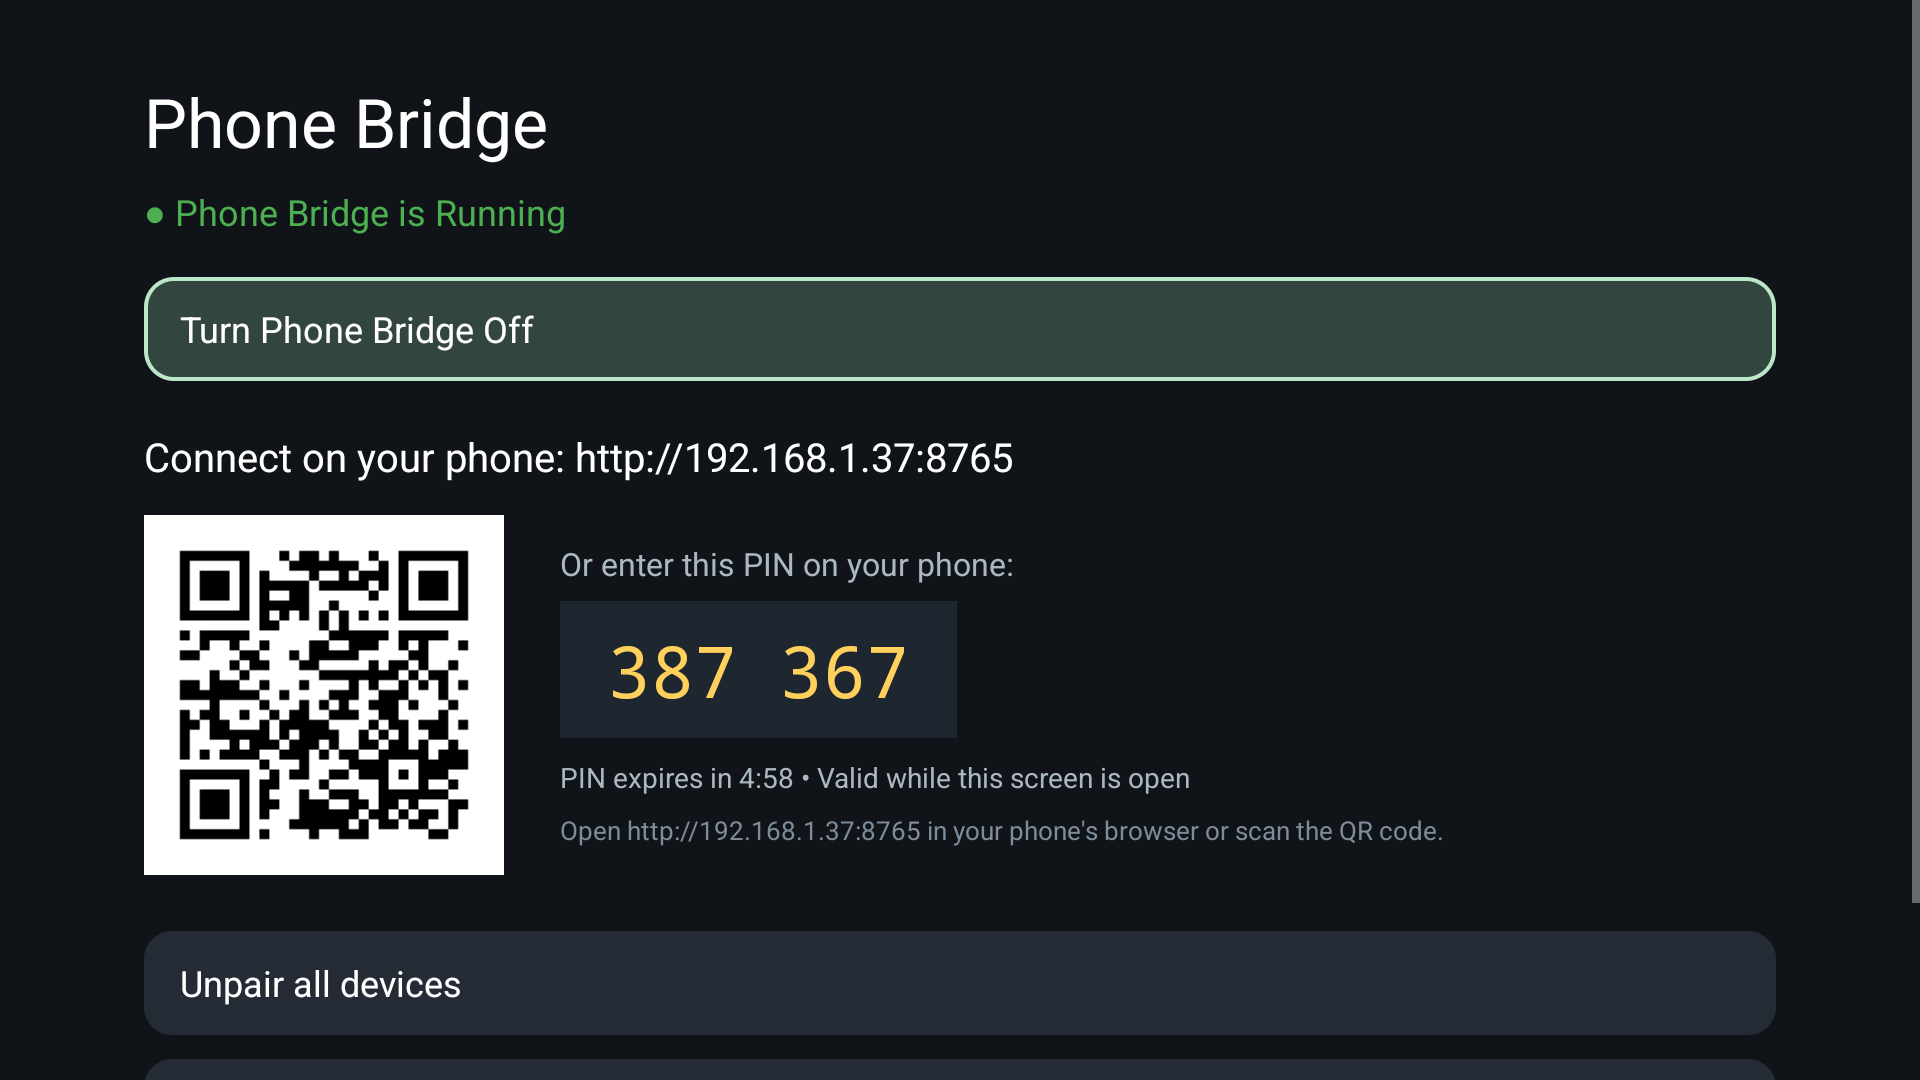 Phone Bridge
● Phone Bridge is Running
Turn Phone Bridge Off
Connect on your phone: http://192.168.1.37:8765
Or enter this PIN on your phone:
387 367
PIN expires in 4:58 • Valid while this screen is open
Open http://192.168.1.37:8765 in your phone's browser or scan the QR code.
Unpair all devices